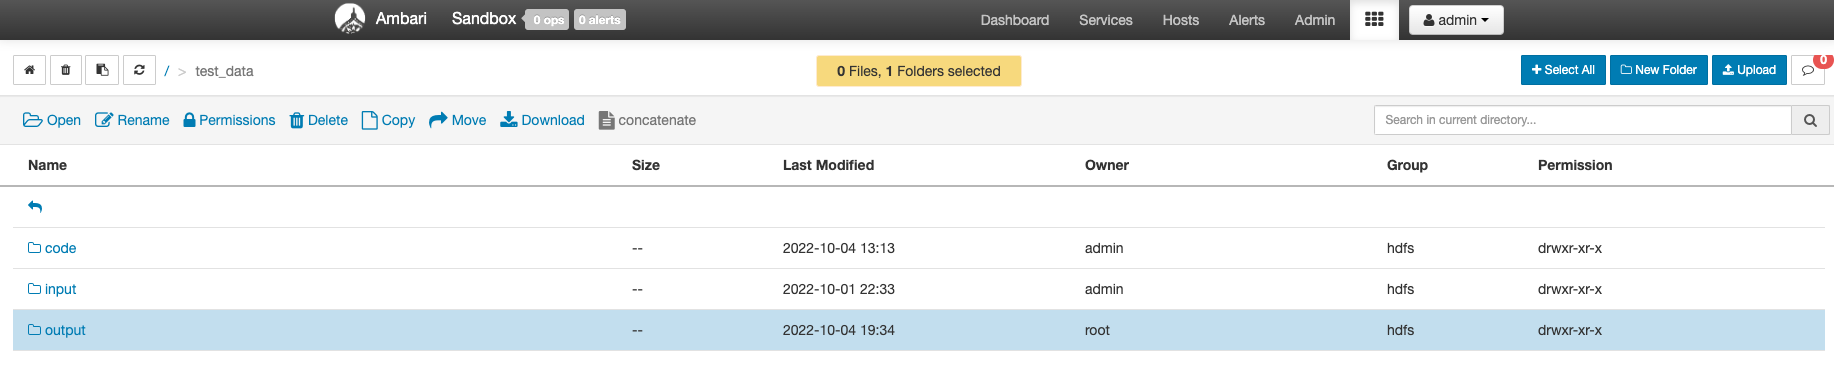 Ambari Sandbox 0 ops 0 alerts Dashboard Services Hosts Alerts Admin admin
/ > test_data 0 Files, 1 Folders selected Select All New Folder Upload 0
Open Rename Permissions Delete Copy Move Download concatenate Search in current directory...
Name Size Last Modified Owner Group Permission
code -- 2022-10-04 13:13 admin hdfs drwxr-xr-x
input -- 2022-10-01 22:33 admin hdfs drwxr-xr-x
output -- 2022-10-04 19:34 root hdfs drwxr-xr-x